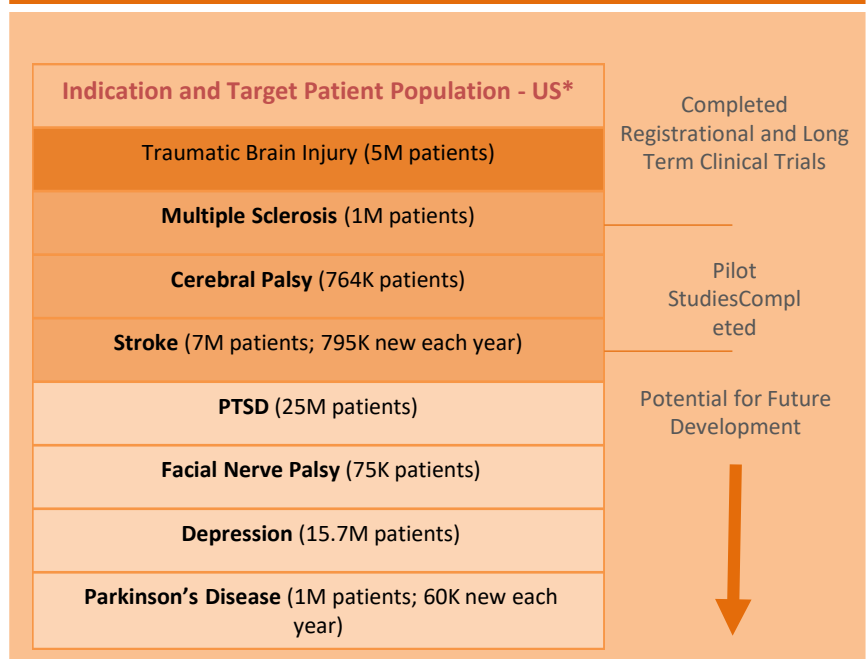 Indication and Target Patient Population - US*
Traumatic Brain Injury (5M patients)
Multiple Sclerosis (1M patients)
Cerebral Palsy (764K patients)
Stroke (7M patients; 795K new each year)
PTSD (25M patients)
Facial Nerve Palsy (75K patients)
Depression (15.7M patients)
Parkinson’s Disease (1M patients; 60K new each
year)
Completed
Registrational and Long
Term Clinical Trials
Pilot
StudiesCompl
eted
Potential for Future
Development